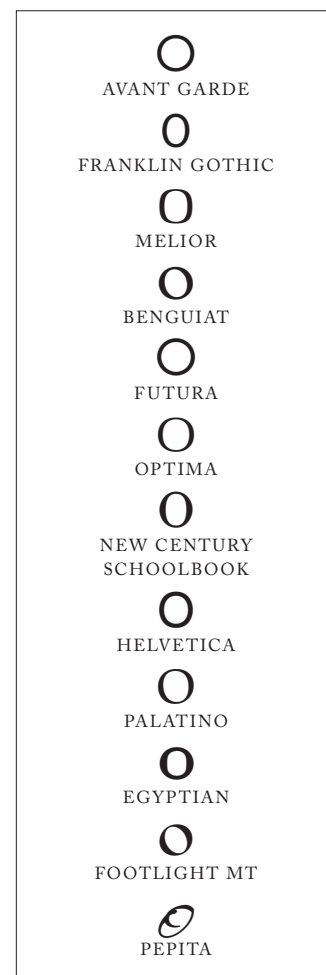 O
AVANT GARDE
O
FRANKLIN GOTHIC
O
MELIOR
O
BENGUIAT
O
FUTURA
O
OPTIMA
O
NEW CENTURY
SCHOOLBOOK
O
HELVETICA
O
PALATINO
O
EGYPTIAN
O
FOOTLIGHT MT
O
PEPITA